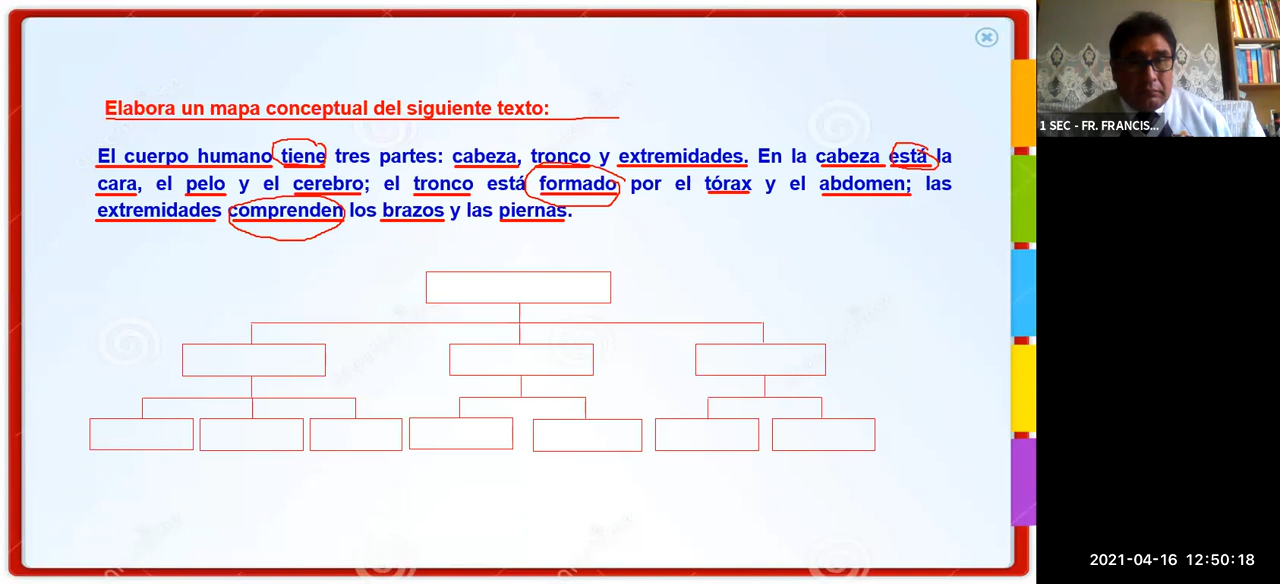 Elabora un mapa conceptual del siguiente texto:
El cuerpo humano tiene tres partes: cabeza, tronco y extremidades. En la cabeza está la
cara, el pelo y el cerebro; el tronco está formado por el tórax y el abdomen; las
extremidades comprenden los brazos y las piernas.
1 SEC - FR. FRANCIS...
2021-04-16 12:50:18